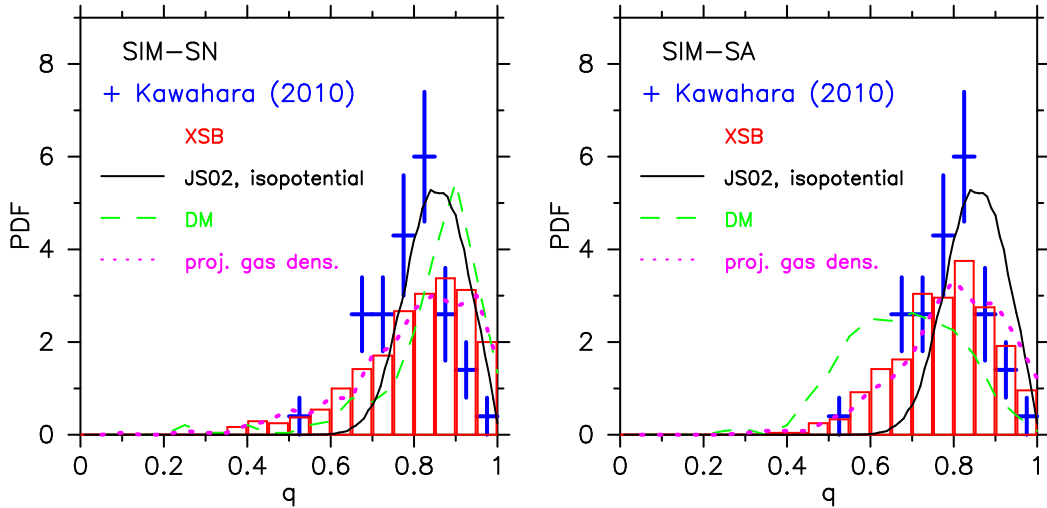 SIM-SN
+ Kawahara (2010)
XSB
JS02, isopotential
DM
proj. gas dens.
PDF
8
6
4
2
0
0 0.2 0.4 0.6 0.8 1
q
SIM-SA
+ Kawahara (2010)
XSB
JS02, isopotential
DM
proj. gas dens.
PDF
8
6
4
2
0
0 0.2 0.4 0.6 0.8 1
q